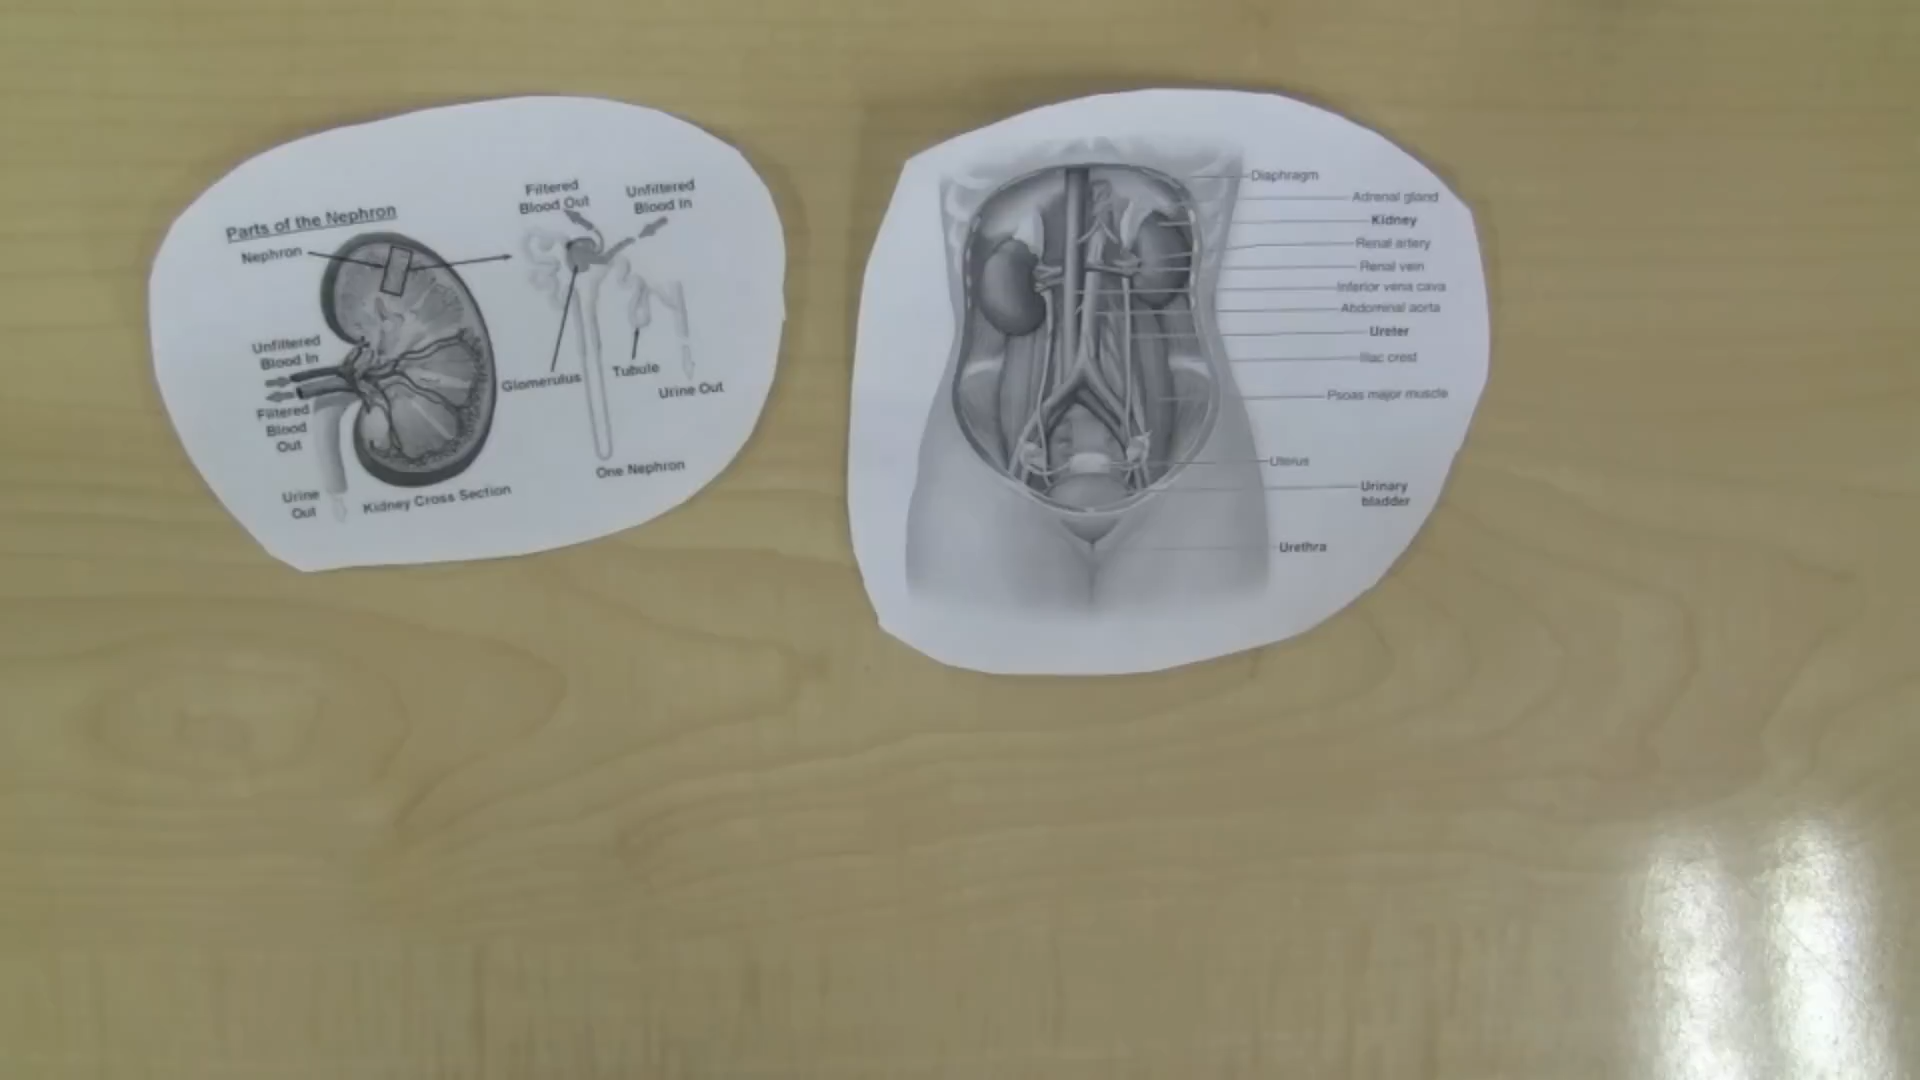 Parts of the Nephron
Nephron
Unfiltered
Blood In
Filtered
Blood
Out
Urine
Out
Kidney Cross Section
Filtered
Blood Out
Unfiltered
Blood In
Glomerulus
Tubule
Urine Out
One Nephron
Diaphragm
Adrenal gland
Kidney
Renal artery
Renal vein
Inferior vena cava
Abdominal aorta
Ureter
Iliac crest
Psoas major muscle
Uterus
Urinary
bladder
Urethra